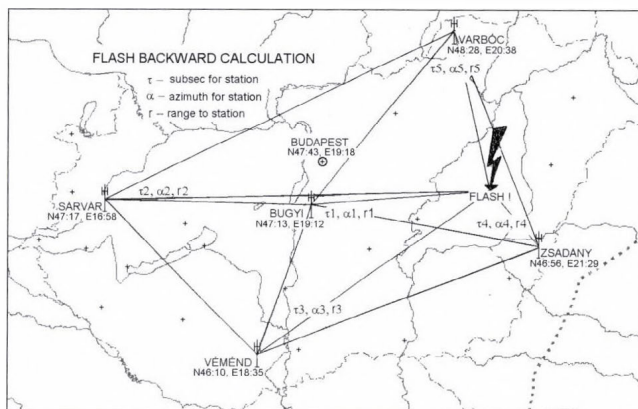 VARBÓC
N48:28, E20:38
FLASH BACKWARD CALCULATION
τ – subsec for station
α – azimuth for station
r – range to station
τ5, α5, r5
BUDAPEST
N47:43, E19:18
τ2, α2, r2
SARVAR
N47:17, E16:58
FLASH !
BUGYI
τ1, α1, r1
N47:13, E19:12
τ4, α4, r4
ZSADANY
N46:56, E21:29
τ3, α3, r3
VÉMÉND
N46:10, E18:35